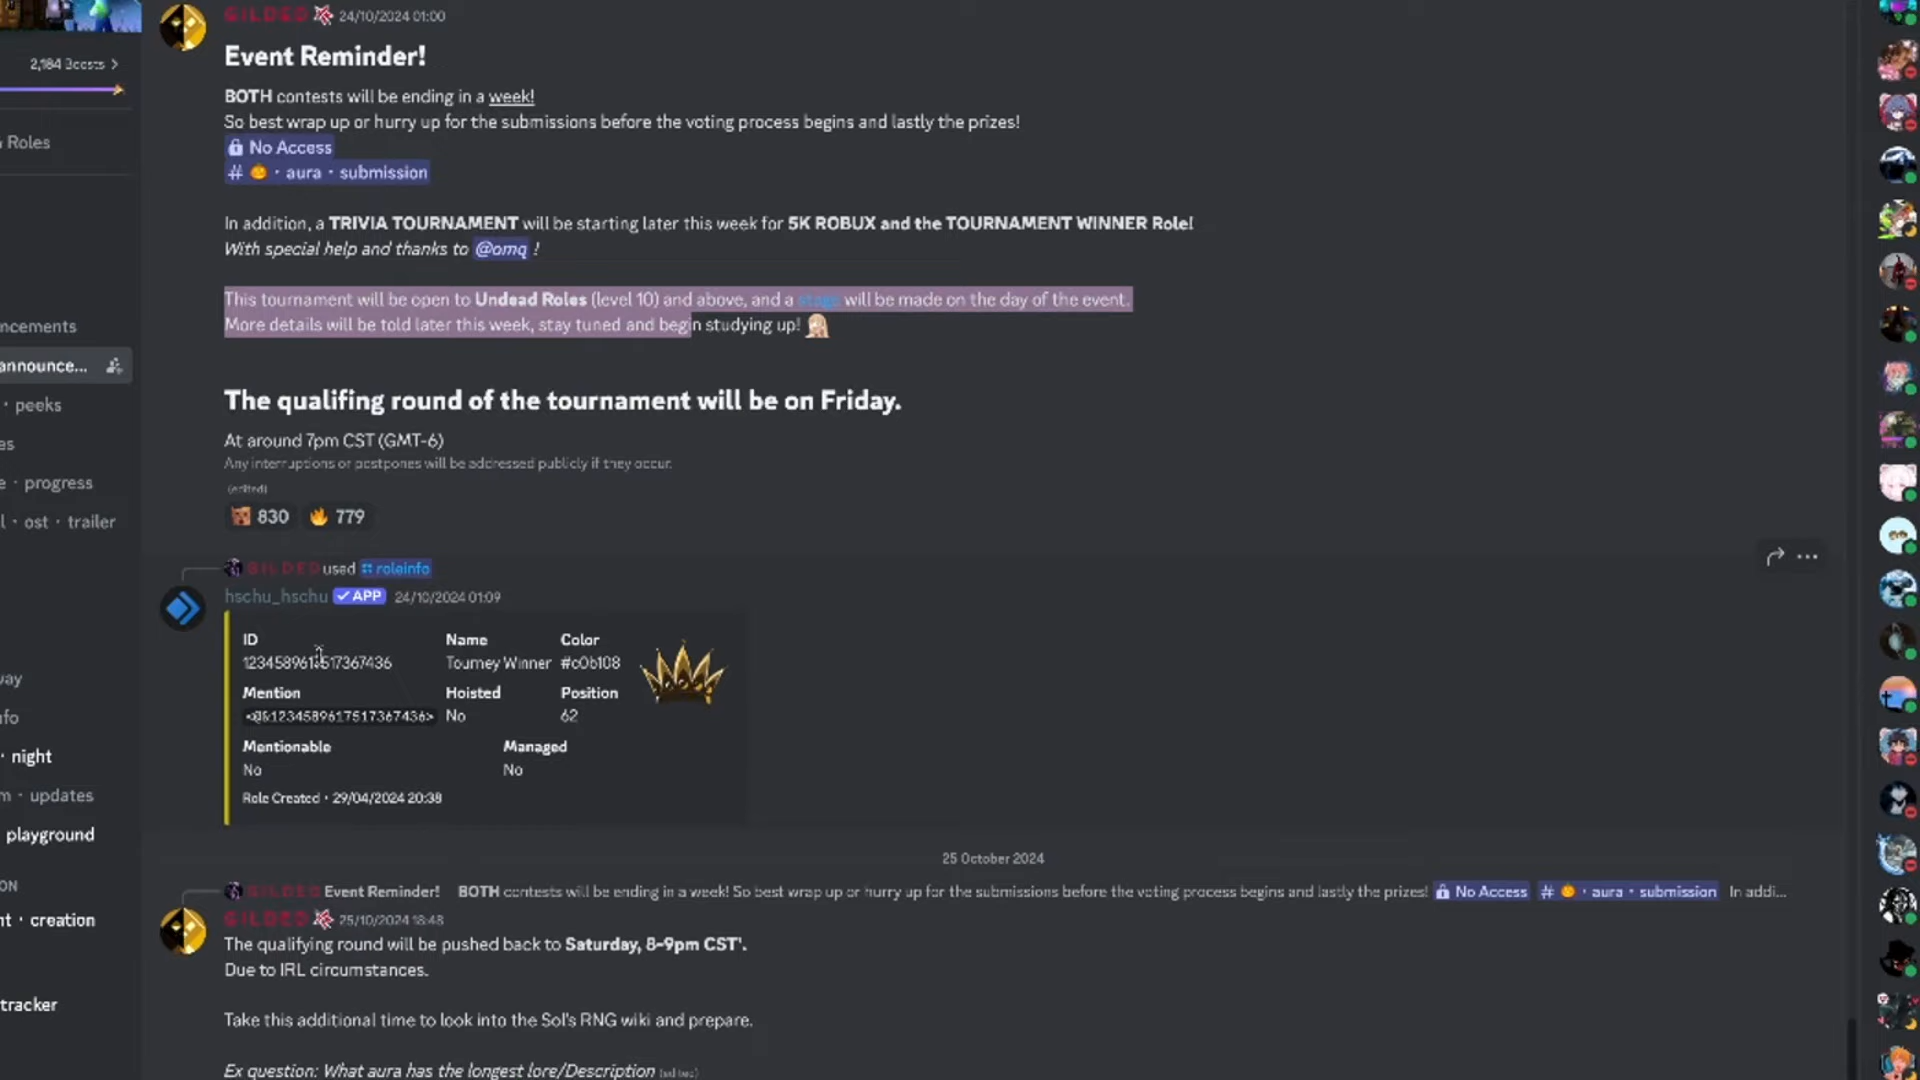 2,184 Boosts >
Roles
ncements
announce...
· peeks
es
e · progress
l · ost · trailer
way
nfo
· night
m · updates
playground
ON
nt · creation
tracker
GILDED 24/10/2024 01:00
Event Reminder!
BOTH contests will be ending in a week!
So best wrap up or hurry up for the submissions before the voting process begins and lastly the prizes!
No Access
# · aura · submission
In addition, a TRIVIA TOURNAMENT will be starting later this week for 5K ROBUX and the TOURNAMENT WINNER Role!
With special help and thanks to @omq !
This tournament will be open to Undead Roles (level 10) and above, and a stage will be made on the day of the event.
More details will be told later this week, stay tuned and begin studying up!
The qualifing round of the tournament will be on Friday.
At around 7pm CST (GMT-6)
Any interruptions or postpones will be addressed publicly if they occur.
(edited)
830 779
GILDED used roleinfo
hschu_hschu ✓ APP 24/10/2024 01:09
ID Name Color
1234589617517367436 Tourney Winner #c0b108
Mention Hoisted Position
<@&1234589617517367436> No 62
Mentionable Managed
No No
Role Created · 29/04/2024 20:38
25 October 2024
GILDED Event Reminder! BOTH contests will be ending in a week! So best wrap up or hurry up for the submissions before the voting process begins and lastly the prizes! No Access # · aura · submission In addi...
GILDED 25/10/2024 18:48
The qualifying round will be pushed back to Saturday, 8-9pm CST'.
Due to IRL circumstances.
Take this additional time to look into the Sol's RNG wiki and prepare.
Ex question: What aura has the longest lore/Description (edited)